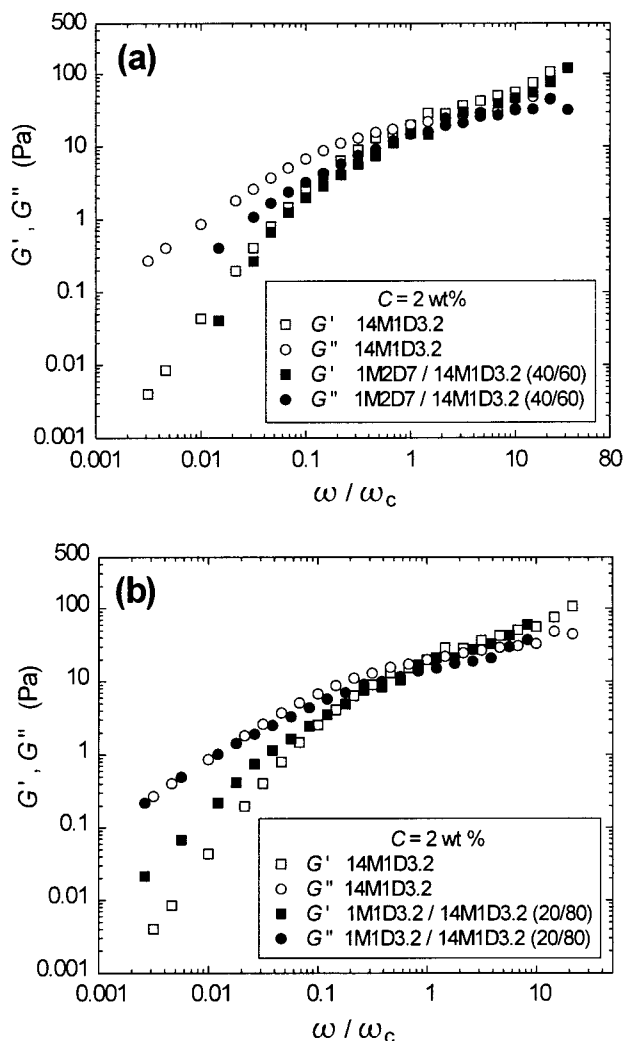 (a)
G' , G" (Pa)
500
100
10
1
0.1
0.01
0.001
C = 2 wt%
□ G' 14M1D3.2
○ G" 14M1D3.2
■ G' 1M2D7 / 14M1D3.2 (40/60)
● G" 1M2D7 / 14M1D3.2 (40/60)
0.001 0.01 0.1 1 10 80
ω / ωc
(b)
G' , G" (Pa)
500
100
10
1
0.1
0.01
0.001
C = 2 wt %
□ G' 14M1D3.2
○ G" 14M1D3.2
■ G' 1M1D3.2 / 14M1D3.2 (20/80)
● G" 1M1D3.2 / 14M1D3.2 (20/80)
0.001 0.01 0.1 1 10
ω / ωc